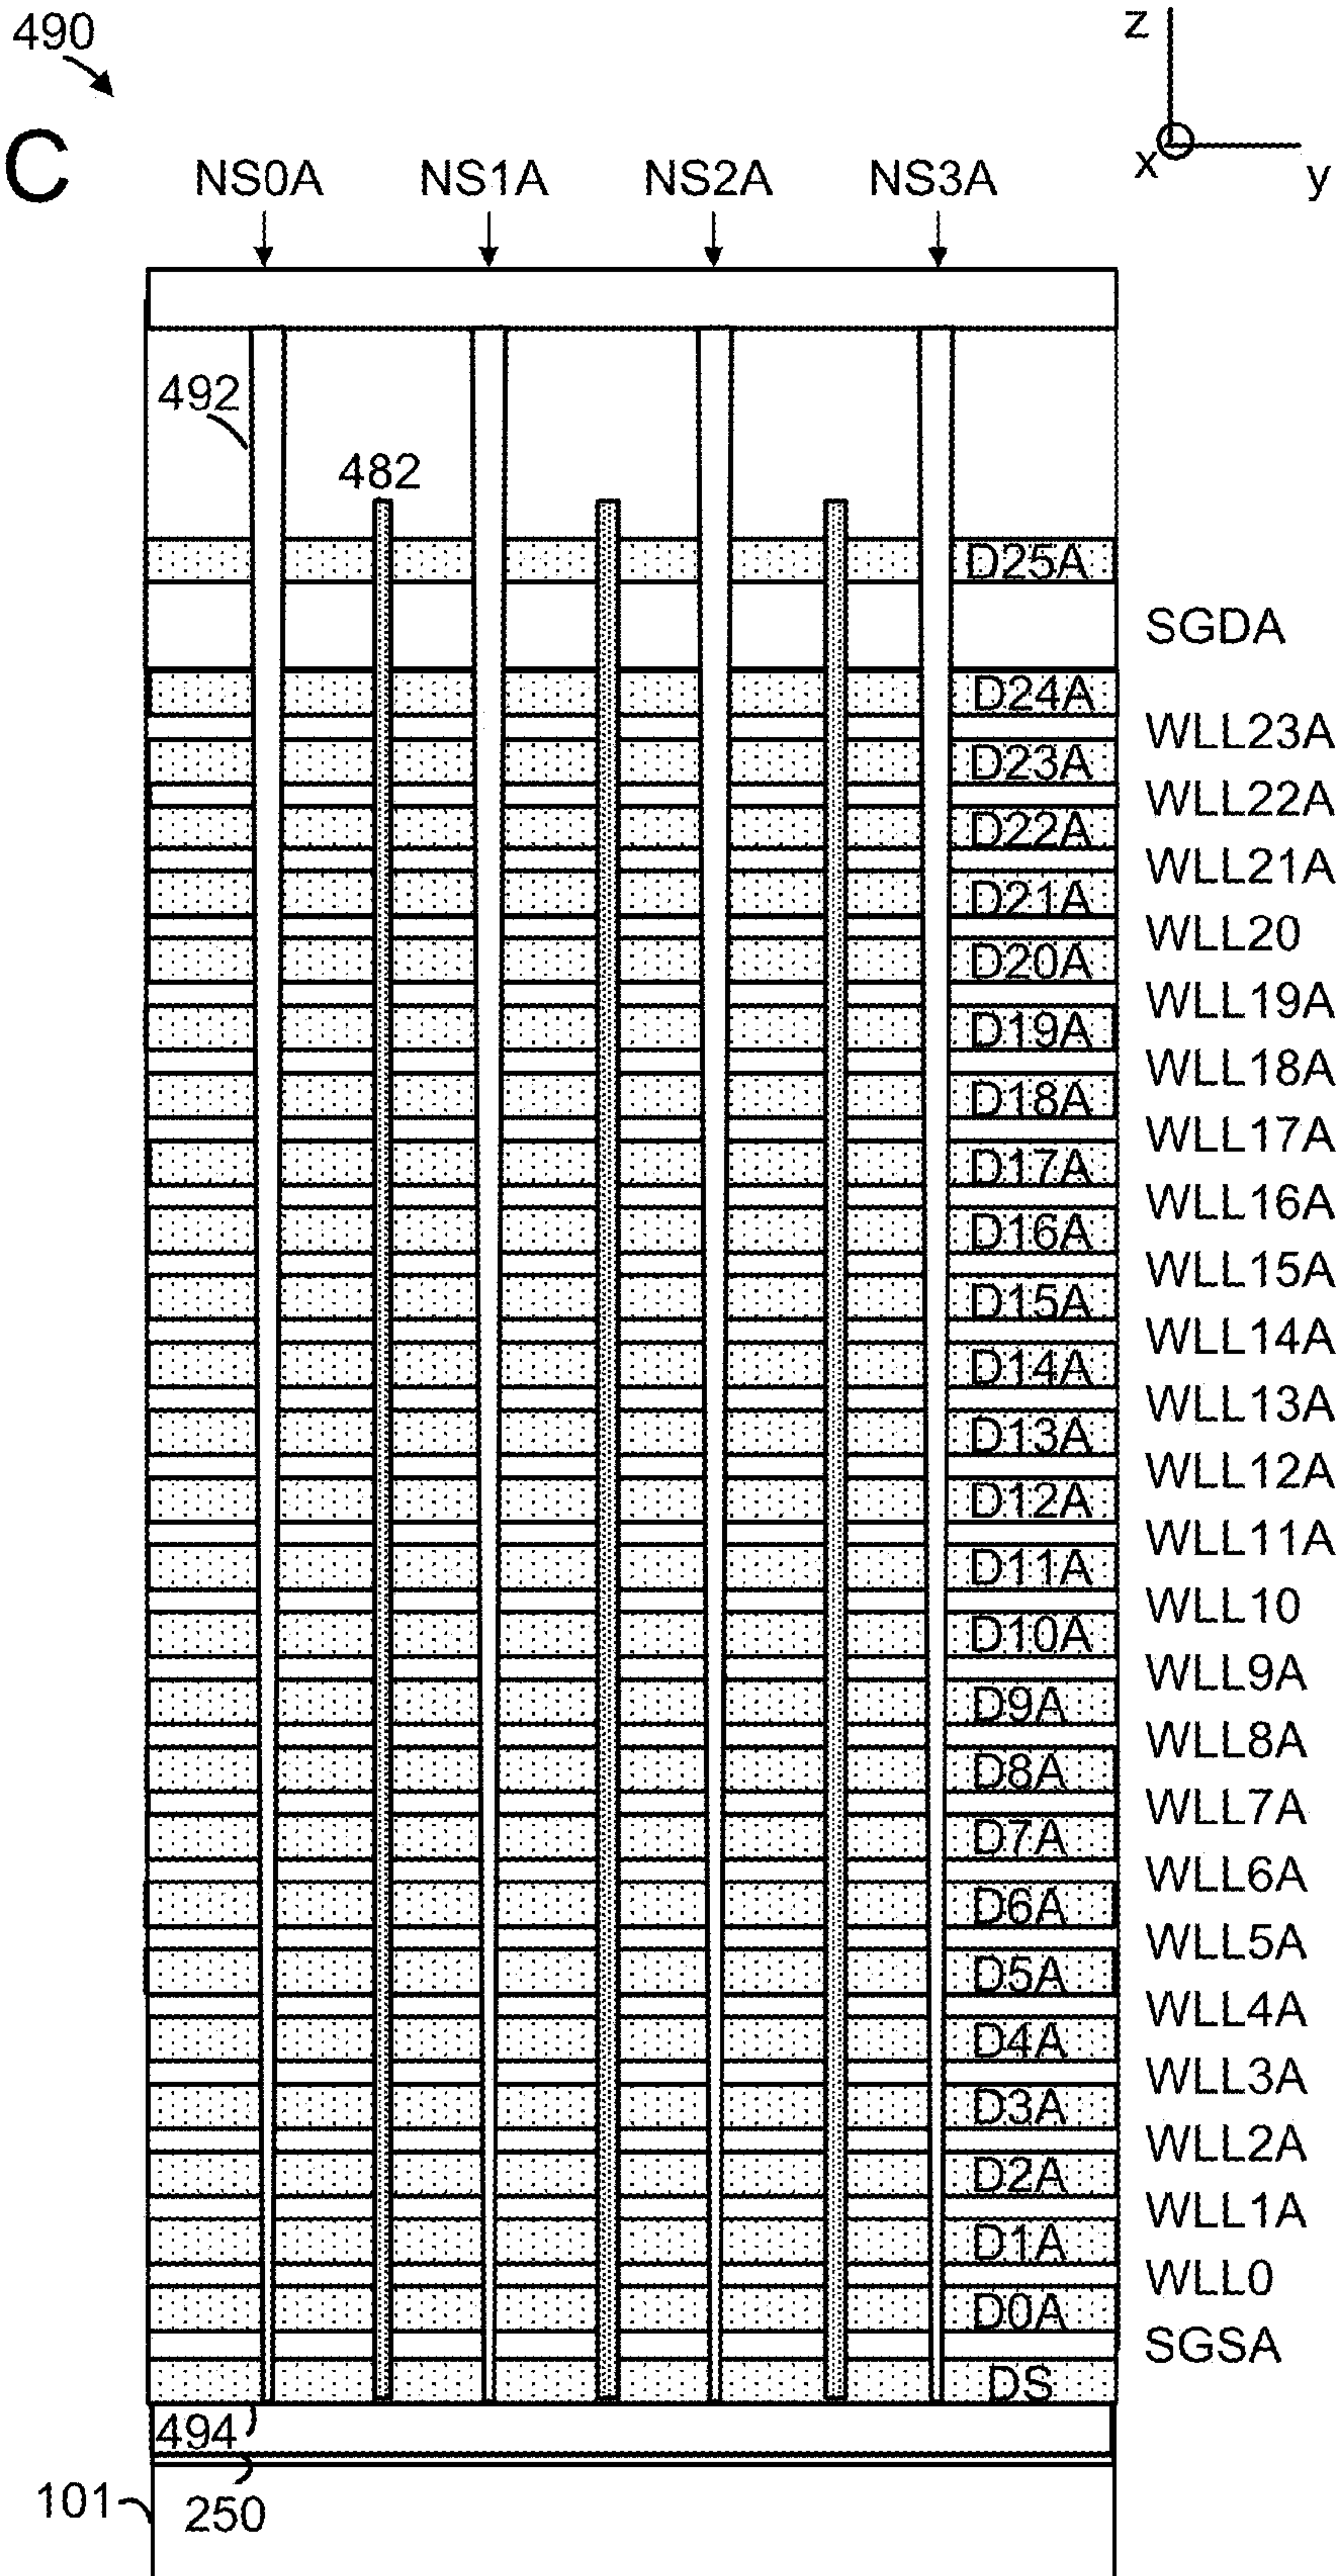 490
z
C
x
y
NS0A NS1A NS2A NS3A
492
482
D25A
SGDA
D24A
WLL23A
D23A
WLL22A
D22A
WLL21A
D21A
WLL20
D20A
WLL19A
D19A
WLL18A
D18A
WLL17A
D17A
WLL16A
D16A
WLL15A
D15A
WLL14A
D14A
WLL13A
D13A
WLL12A
D12A
WLL11A
D11A
WLL10
D10A
WLL9A
D9A
WLL8A
D8A
WLL7A
D7A
WLL6A
D6A
WLL5A
D5A
WLL4A
D4A
WLL3A
D3A
WLL2A
D2A
WLL1A
D1A
WLL0
D0A
SGSA
DS
494
101
250